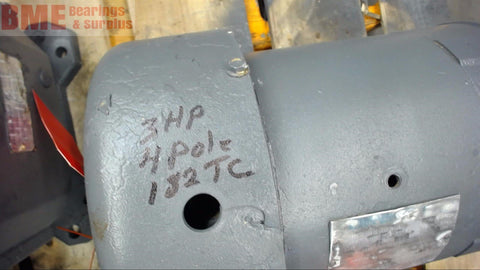 BME Bearings
& Surplus
3HP
4 Pole
182TC